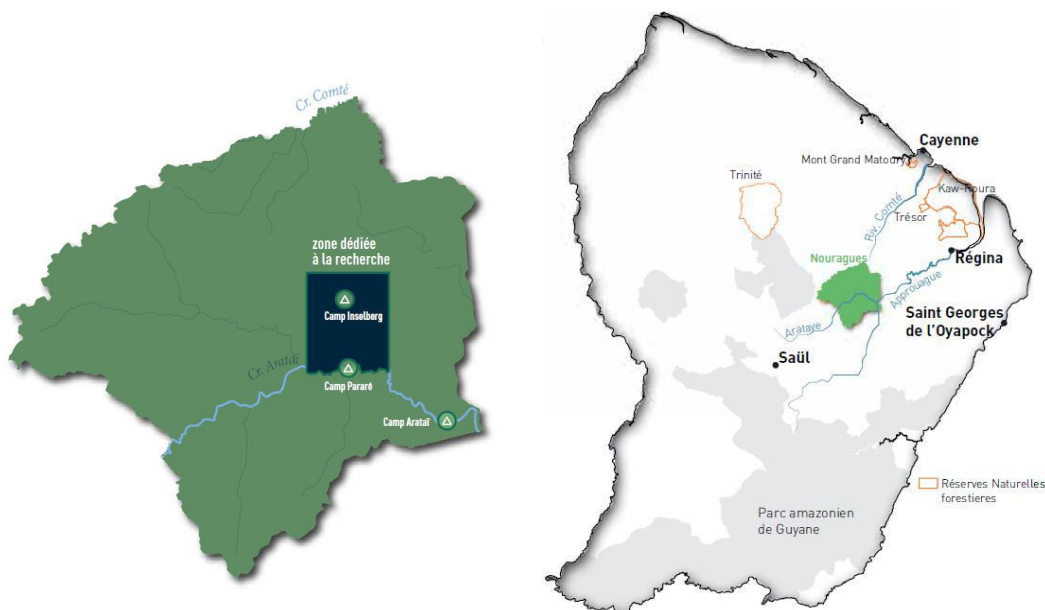 Cr. Comté
zone dédiée
à la recherche
Camp Inselberg
Cr. Arataï
Camp Pararé
Camp Arataï
Cayenne
Mont Grand Matoury
Trinité
Kaw-Roura
Trésor
Riv. Comté
Nouragues
Régina
Approuague
Arataye
Saint Georges
de l'Oyapock
Saül
Réserves Naturelles
forestieres
Parc amazonien
de Guyane